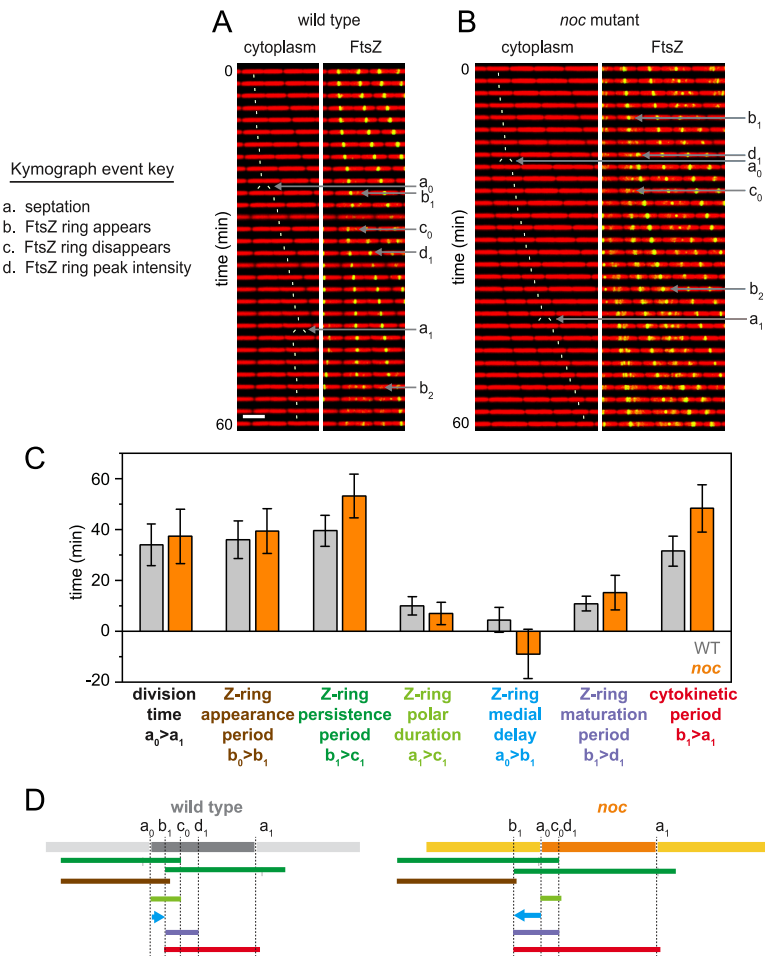 A
wild type
cytoplasm
FtsZ
B
noc mutant
cytoplasm
FtsZ
Kymograph event key
a. septation
b. FtsZ ring appears
c. FtsZ ring disappears
d. FtsZ ring peak intensity
0
time (min)
60
a0
b1
c0
d1
a1
b2
0
time (min)
60
b1
d1
a0
c0
b2
a1
C
time (min)
60
40
20
0
-20
WT
noc
division
time
a0>a1
Z-ring
appearance
period
b0>b1
Z-ring
persistence
period
b1>c1
Z-ring
polar
duration
a1>c1
Z-ring
medial
delay
a0>b1
Z-ring
maturation
period
b1>d1
cytokinetic
period
b1>a1
D
wild type
a0 b1 c0 d1 a1
noc
b1 a0 c0 d1 a1